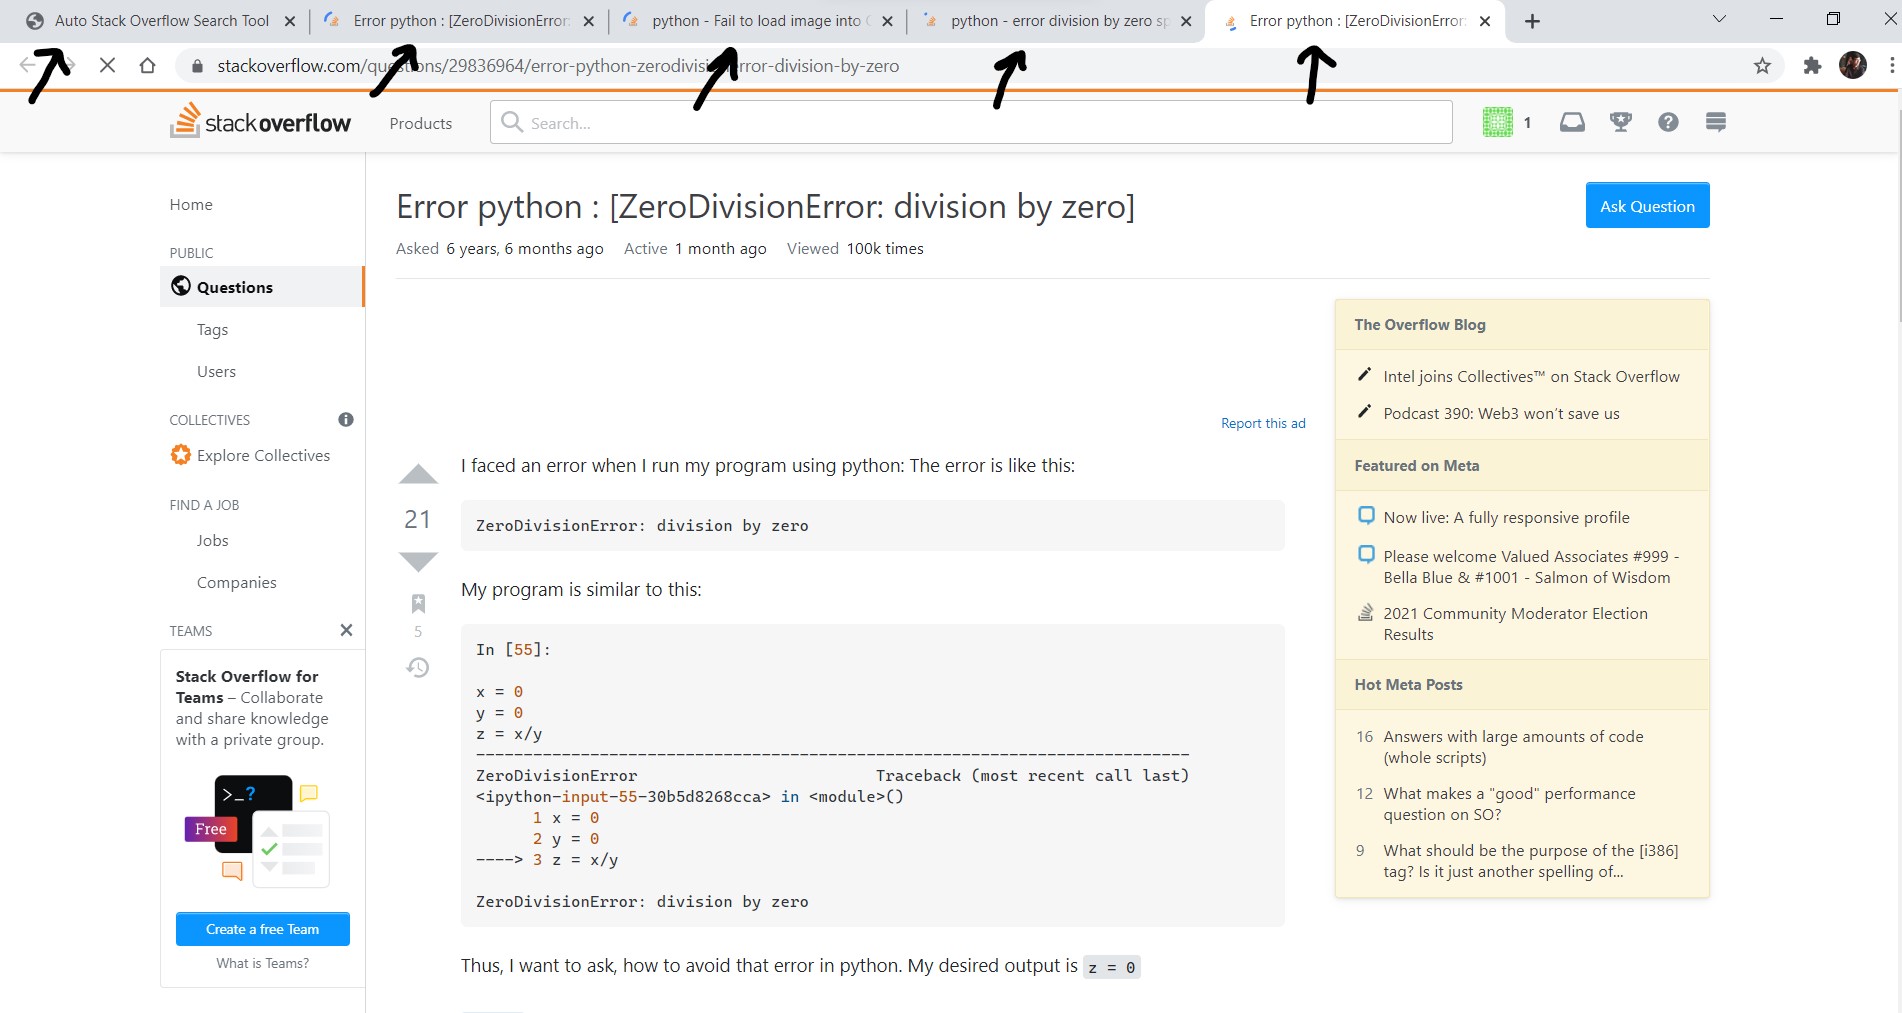 Auto Stack Overflow Search Tool
Error python : [ZeroDivisionError:
python - Fail to load image into
python - error division by zero sp
Error python : [ZeroDivisionError:
stackoverflow.com/questions/29836964/error-python-zerodivisionerror-division-by-zero
stackoverflow
Products
Search...
1
Home
PUBLIC
Questions
Tags
Users
COLLECTIVES
Explore Collectives
FIND A JOB
Jobs
Companies
TEAMS
Stack Overflow for
Teams – Collaborate
and share knowledge
with a private group.
>_?
Free
Create a free Team
What is Teams?
Error python : [ZeroDivisionError: division by zero]
Ask Question
Asked 6 years, 6 months ago Active 1 month ago Viewed 100k times
Report this ad
21
5
I faced an error when I run my program using python: The error is like this:
ZeroDivisionError: division by zero
My program is similar to this:
In [55]:
x = 0
y = 0
z = x/y
---------------------------------------------------------------------------
ZeroDivisionError                         Traceback (most recent call last)
<ipython-input-55-30b5d8268cca> in <module>()
      1 x = 0
      2 y = 0
----> 3 z = x/y
ZeroDivisionError: division by zero
Thus, I want to ask, how to avoid that error in python. My desired output is z = 0
The Overflow Blog
Intel joins Collectives™ on Stack Overflow
Podcast 390: Web3 won't save us
Featured on Meta
Now live: A fully responsive profile
Please welcome Valued Associates #999 -
Bella Blue & #1001 - Salmon of Wisdom
2021 Community Moderator Election
Results
Hot Meta Posts
16 Answers with large amounts of code
(whole scripts)
12 What makes a "good" performance
question on SO?
9 What should be the purpose of the [i386]
tag? Is it just another spelling of...